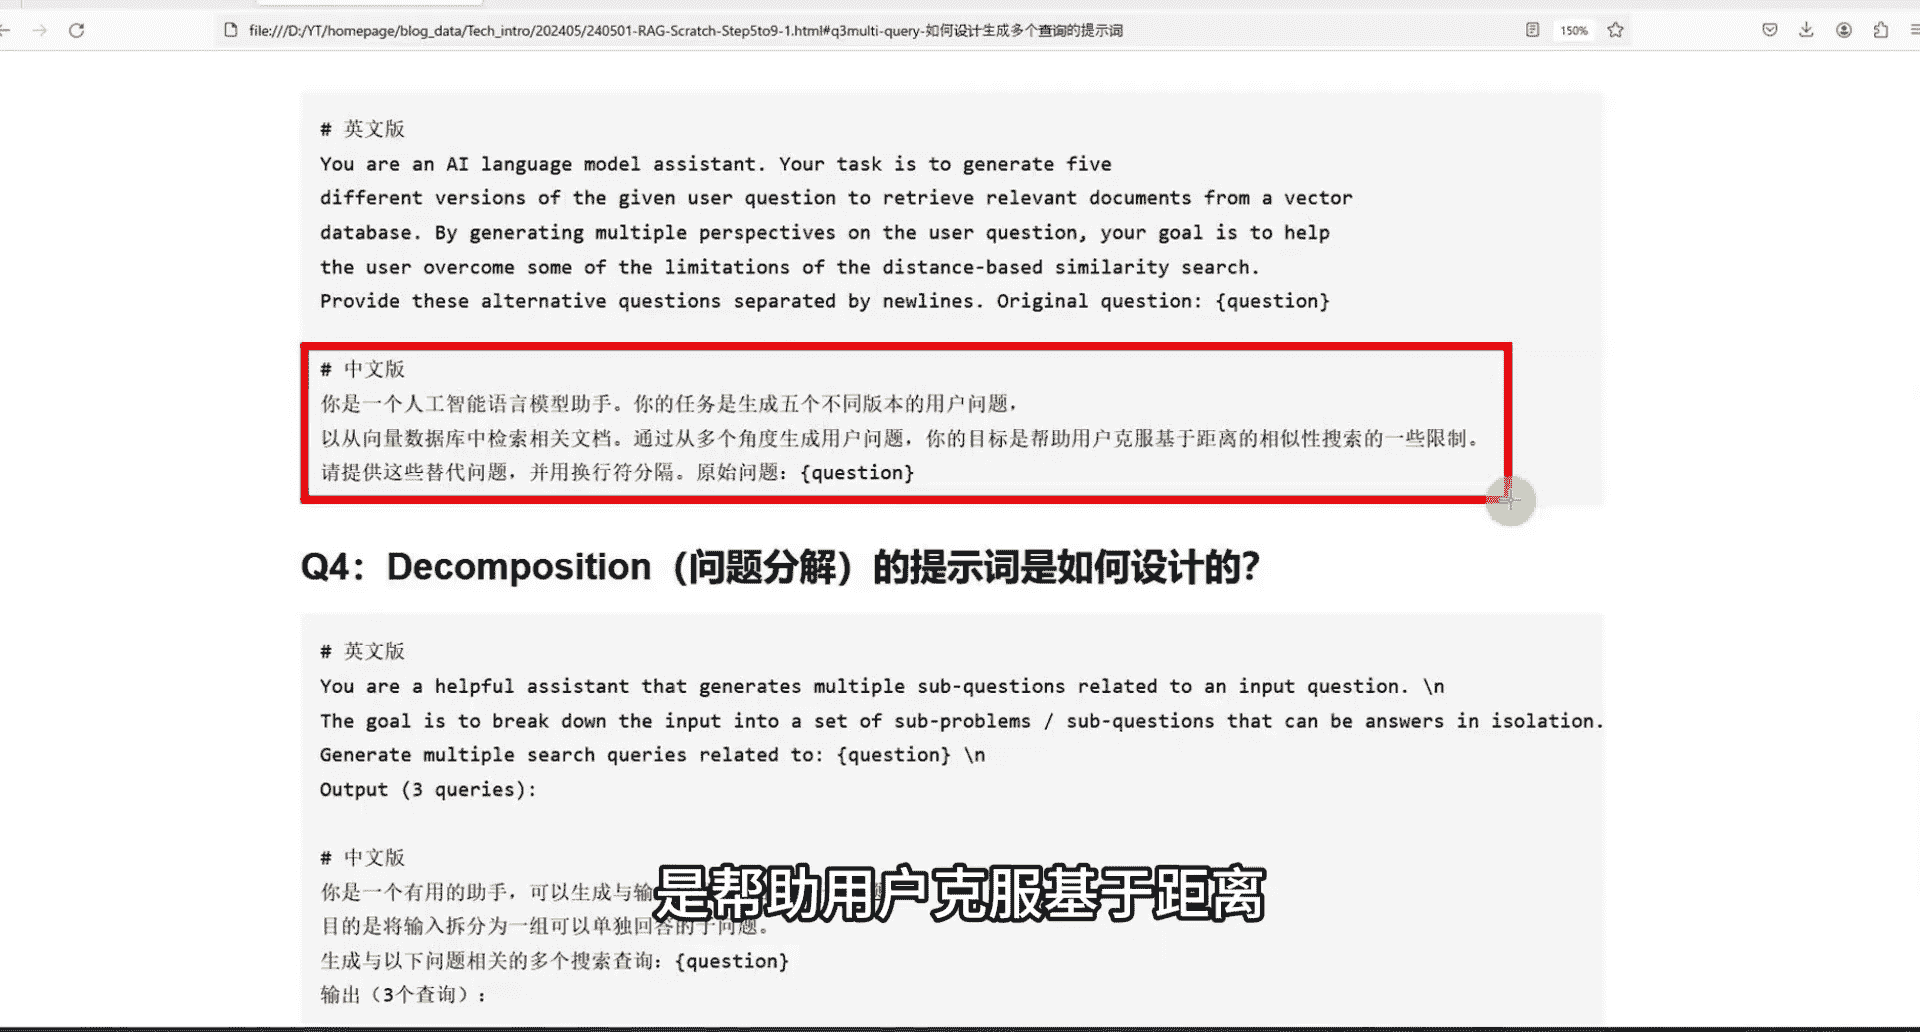 file:///D:/YT/homepage/blog_data/Tech_intro/202405/240501-RAG-Scratch-Step5to9-1.html#q3multi-query-如何设计生成多个查询的提示词
150%
# 英文版
You are an AI language model assistant. Your task is to generate five
different versions of the given user question to retrieve relevant documents from a vector
database. By generating multiple perspectives on the user question, your goal is to help
the user overcome some of the limitations of the distance-based similarity search.
Provide these alternative questions separated by newlines. Original question: {question}
# 中文版
你是一个人工智能语言模型助手。你的任务是生成五个不同版本的用户问题，
以从向量数据库中检索相关文档。通过从多个角度生成用户问题，你的目标是帮助用户克服基于距离的相似性搜索的一些限制。
请提供这些替代问题，并用换行符分隔。原始问题：{question}
Q4：Decomposition（问题分解）的提示词是如何设计的？
# 英文版
You are a helpful assistant that generates multiple sub-questions related to an input question. \n
The goal is to break down the input into a set of sub-problems / sub-questions that can be answers in isolation.
Generate multiple search queries related to: {question} \n
Output (3 queries):
# 中文版
你是一个有用的助手，可以生成与输
是帮助用户克服基于距离
目的是将输入拆分为一组可以单独回答的子问题。
生成与以下问题相关的多个搜索查询：{question}
输出（3个查询）：